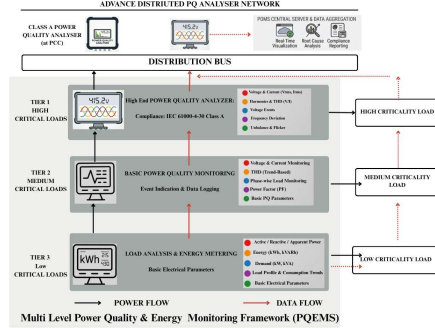 ADVANCE DISTRIUTED PQ ANALYSER NETWORK
CLASS A POWER
QUALITY ANALYSER
(at PCC)
415.2v
POMS CENTRAL SERVER & DATA AGGREGATION
Real-Time
Visualization
Root Cause
Analysis
Compliance
Reporting
DISTRIBUTION BUS
TIER 1
HIGH
CRITICAL LOADS
415.2v
High End POWER QUALITY ANALYZER:
Compliance: IEC 61000-4-30 Class A
Voltage & Current (Vrms, Irms)
Harmonics & THD (V/I)
Voltage Events
Frequency Deviation
Unbalance & Flicker
HIGH CRITICALITY LOAD
TIER 2
MEDIUM
CRITICAL LOADS
BASIC POWER QUALITY MONITORING
Event Indication & Data Logging
Voltage & Current Monitoring
THD (Trend-Based)
Phase-wise Load Monitoring
Power Factor (PF)
Basic PQ Parameters
MEDIUM CRITICALITY
LOAD
TIER 3
Low
CRITICAL LOADS
kWh
LOAD ANALYSIS & ENERGY METERING
Basic Electrical Parameters
Active / Reactive / Apparent Power
Energy (kWh, kVARh)
Demand (kW, kVA)
Load Profile & Consumption Trends
Basic Electrical Parameters
LOW CRITICALITY LOAD
POWER FLOW
DATA FLOW
Multi Level Power Quality & Energy Monitoring Framework (PQEMS)